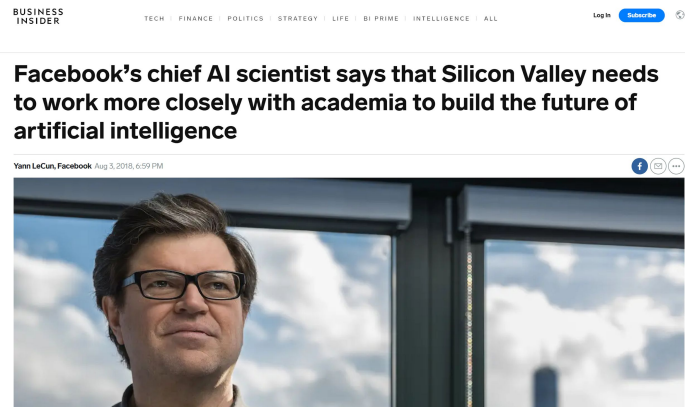 BUSINESS
INSIDER
TECH | FINANCE | POLITICS | STRATEGY | LIFE | BI PRIME | INTELLIGENCE | ALL
Log In
Subscribe
Facebook's chief AI scientist says that Silicon Valley needs
to work more closely with academia to build the future of
artificial intelligence
Yann LeCun, Facebook Aug 3, 2018, 6:59 PM